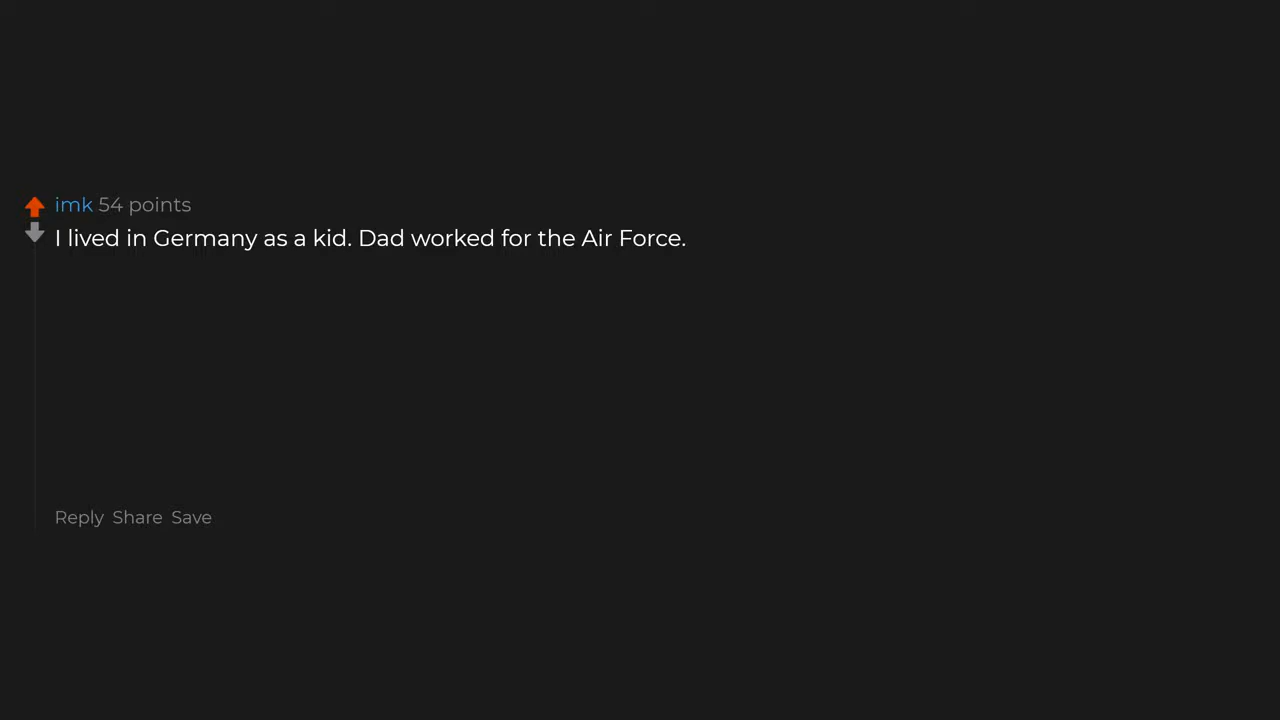 imk 54 points
I lived in Germany as a kid. Dad worked for the Air Force.
Reply Share Save